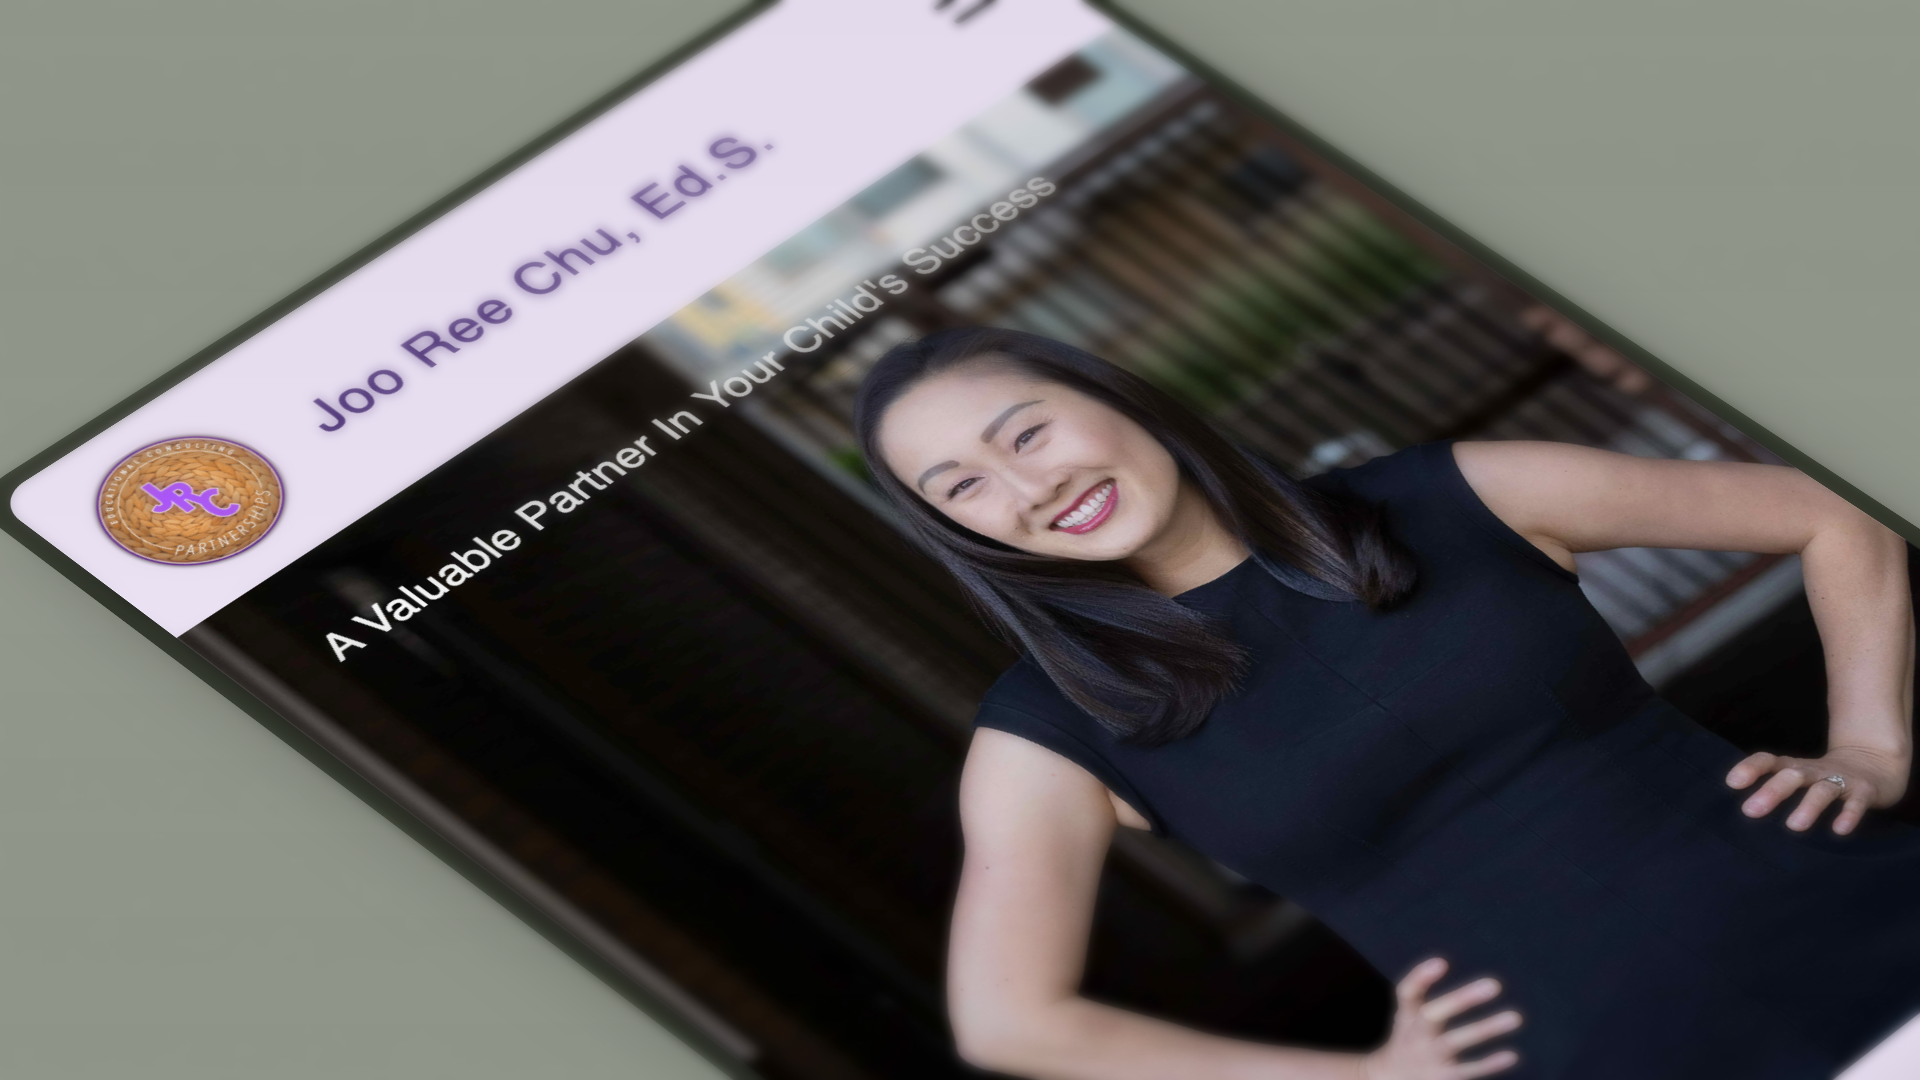 Joo Ree Chu, Ed.S.
EDUCATIONAL CONSULTING
JRC
PARTNERSHIPS
A Valuable Partner In Your Child's Success